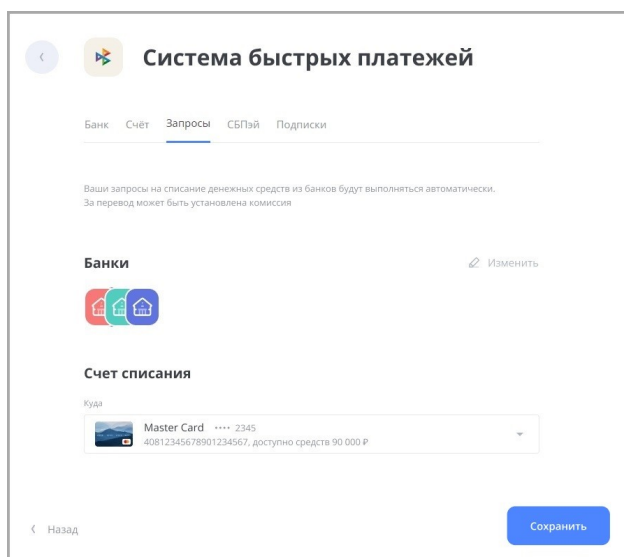 Система быстрых платежей
Банк Счёт Запросы СБПэй Подписки
Ваши запросы на списание денежных средств из банков будут выполняться автоматически.
За перевод может быть установлена комиссия
Банки
Изменить
Счет списания
Куда
Master Card •••• 2345
40812345678901234567, доступно средств 90 000 ₽
Назад
Сохранить